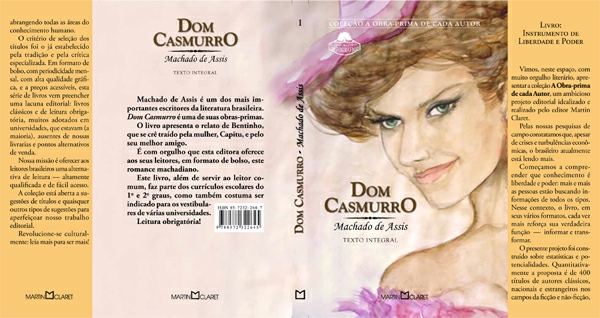 abrangendo todas as áreas do
conhecimento humano.
O critério de seleção dos
títulos foi o já estabelecido
pela tradição e pela crítica
especializada. Em formato de
bolso, com periodicidade men-
sal, com alta qualidade gráfi-
ca, e a preços acessíveis, esta
série de livros vem preencher
uma lacuna editorial: livros
clássicos e de leitura obriga-
tória, muitos adotados em
universidades, que estavam (a
maioria), ausentes de nossas
livrarias e pontos alternativos
de venda.
Nossa missão é oferecer aos
leitores brasileiros uma alterna-
tiva de leitura — altamente
qualificada e de fácil acesso.
A coleção está aberta a su-
gestões de títulos e quaisquer
outros tipos de sugestões para
aperfeiçoar nosso trabalho
editorial.
Revolucione-se cultural-
mente: leia mais para ser mais!
MARTIN CLARET
DOM
CASMURRO
Machado de Assis
TEXTO INTEGRAL
Machado de Assis é um dos mais im-
portantes escritores da literatura brasileira.
Dom Casmurro é uma de suas obras-primas.
O livro apresenta o relato de Bentinho,
que se crê traído pela mulher, Capitu, e pelo
seu melhor amigo.
É com orgulho que esta editora oferece
aos seus leitores, em formato de bolso, este
romance machadiano.
Este livro, além de servir ao leitor co-
mum, faz parte dos currículos escolares do
1º e 2º graus, como também costuma ser
indicado para os vestibula-
res de várias universidades.
Leitura obrigatória!
MARTIN CLARET
1
DOM CASMURRO - Machado de Assis
COLEÇÃO A OBRA-PRIMA DE CADA AUTOR
DOM
CASMURRO
Machado de Assis
TEXTO INTEGRAL
MARTIN CLARET
LIVRO:
INSTRUMENTO DE
LIBERDADE E PODER
Vimos, neste espaço, com
muito orgulho literário, apresen-
tar a coleção A Obra-prima
de cada Autor, um ambicioso
projeto editorial idealizado e
realizado pelo editor Martin
Claret.
Pelas nossas pesquisas de
campo constatamos que, apesar
de crises e turbulências econômi-
cas, o brasileiro atualmente
está lendo mais.
Começamos a compre-
ender que conhecimento é
liberdade e poder: mais e mais
as pessoas estão buscando in-
formações de todos os tipos.
Nesse contexto, o livro, em
seus vários formatos, cada vez
mais reforça sua verdadeira
função — informar e trans-
formar.
O presente projeto foi cons-
truído sobre estatísticas e po-
tencialidades. Quantitativamen-
te a proposta é de 400
títulos de autores clássicos,
nacionais e estrangeiros nos
campos da ficção e não-ficção,